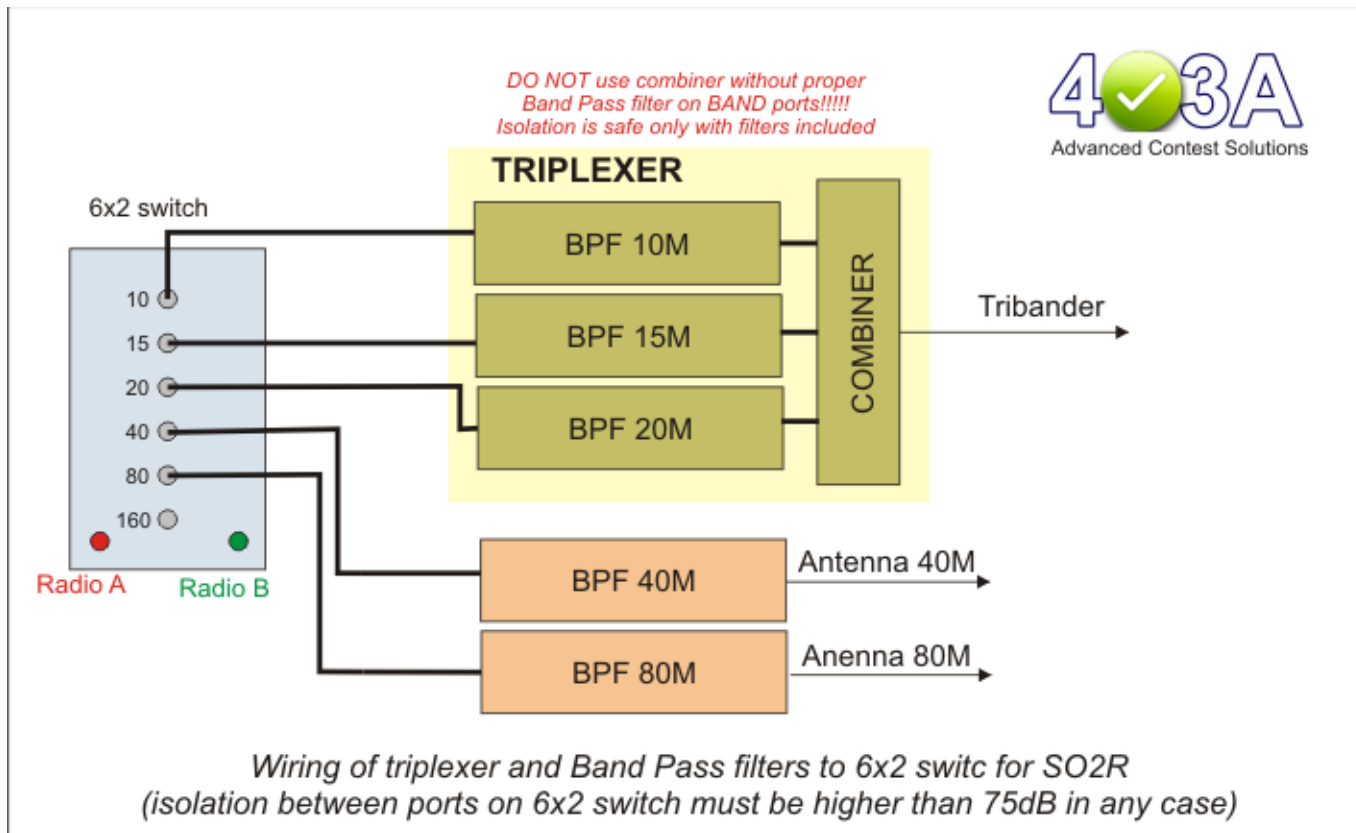 DO NOT use combiner without proper
Band Pass filter on BAND ports!!!!!
Isolation is safe only with filters included
4 3A
Advanced Contest Solutions
TRIPLEXER
6x2 switch
BPF 10M
10
BPF 15M
15
COMBINER
Tribander
20
BPF 20M
40
80
160
Radio A
Radio B
BPF 40M
Antenna 40M
BPF 80M
Anenna 80M
Wiring of triplexer and Band Pass filters to 6x2 switc for SO2R
(isolation between ports on 6x2 switch must be higher than 75dB in any case)